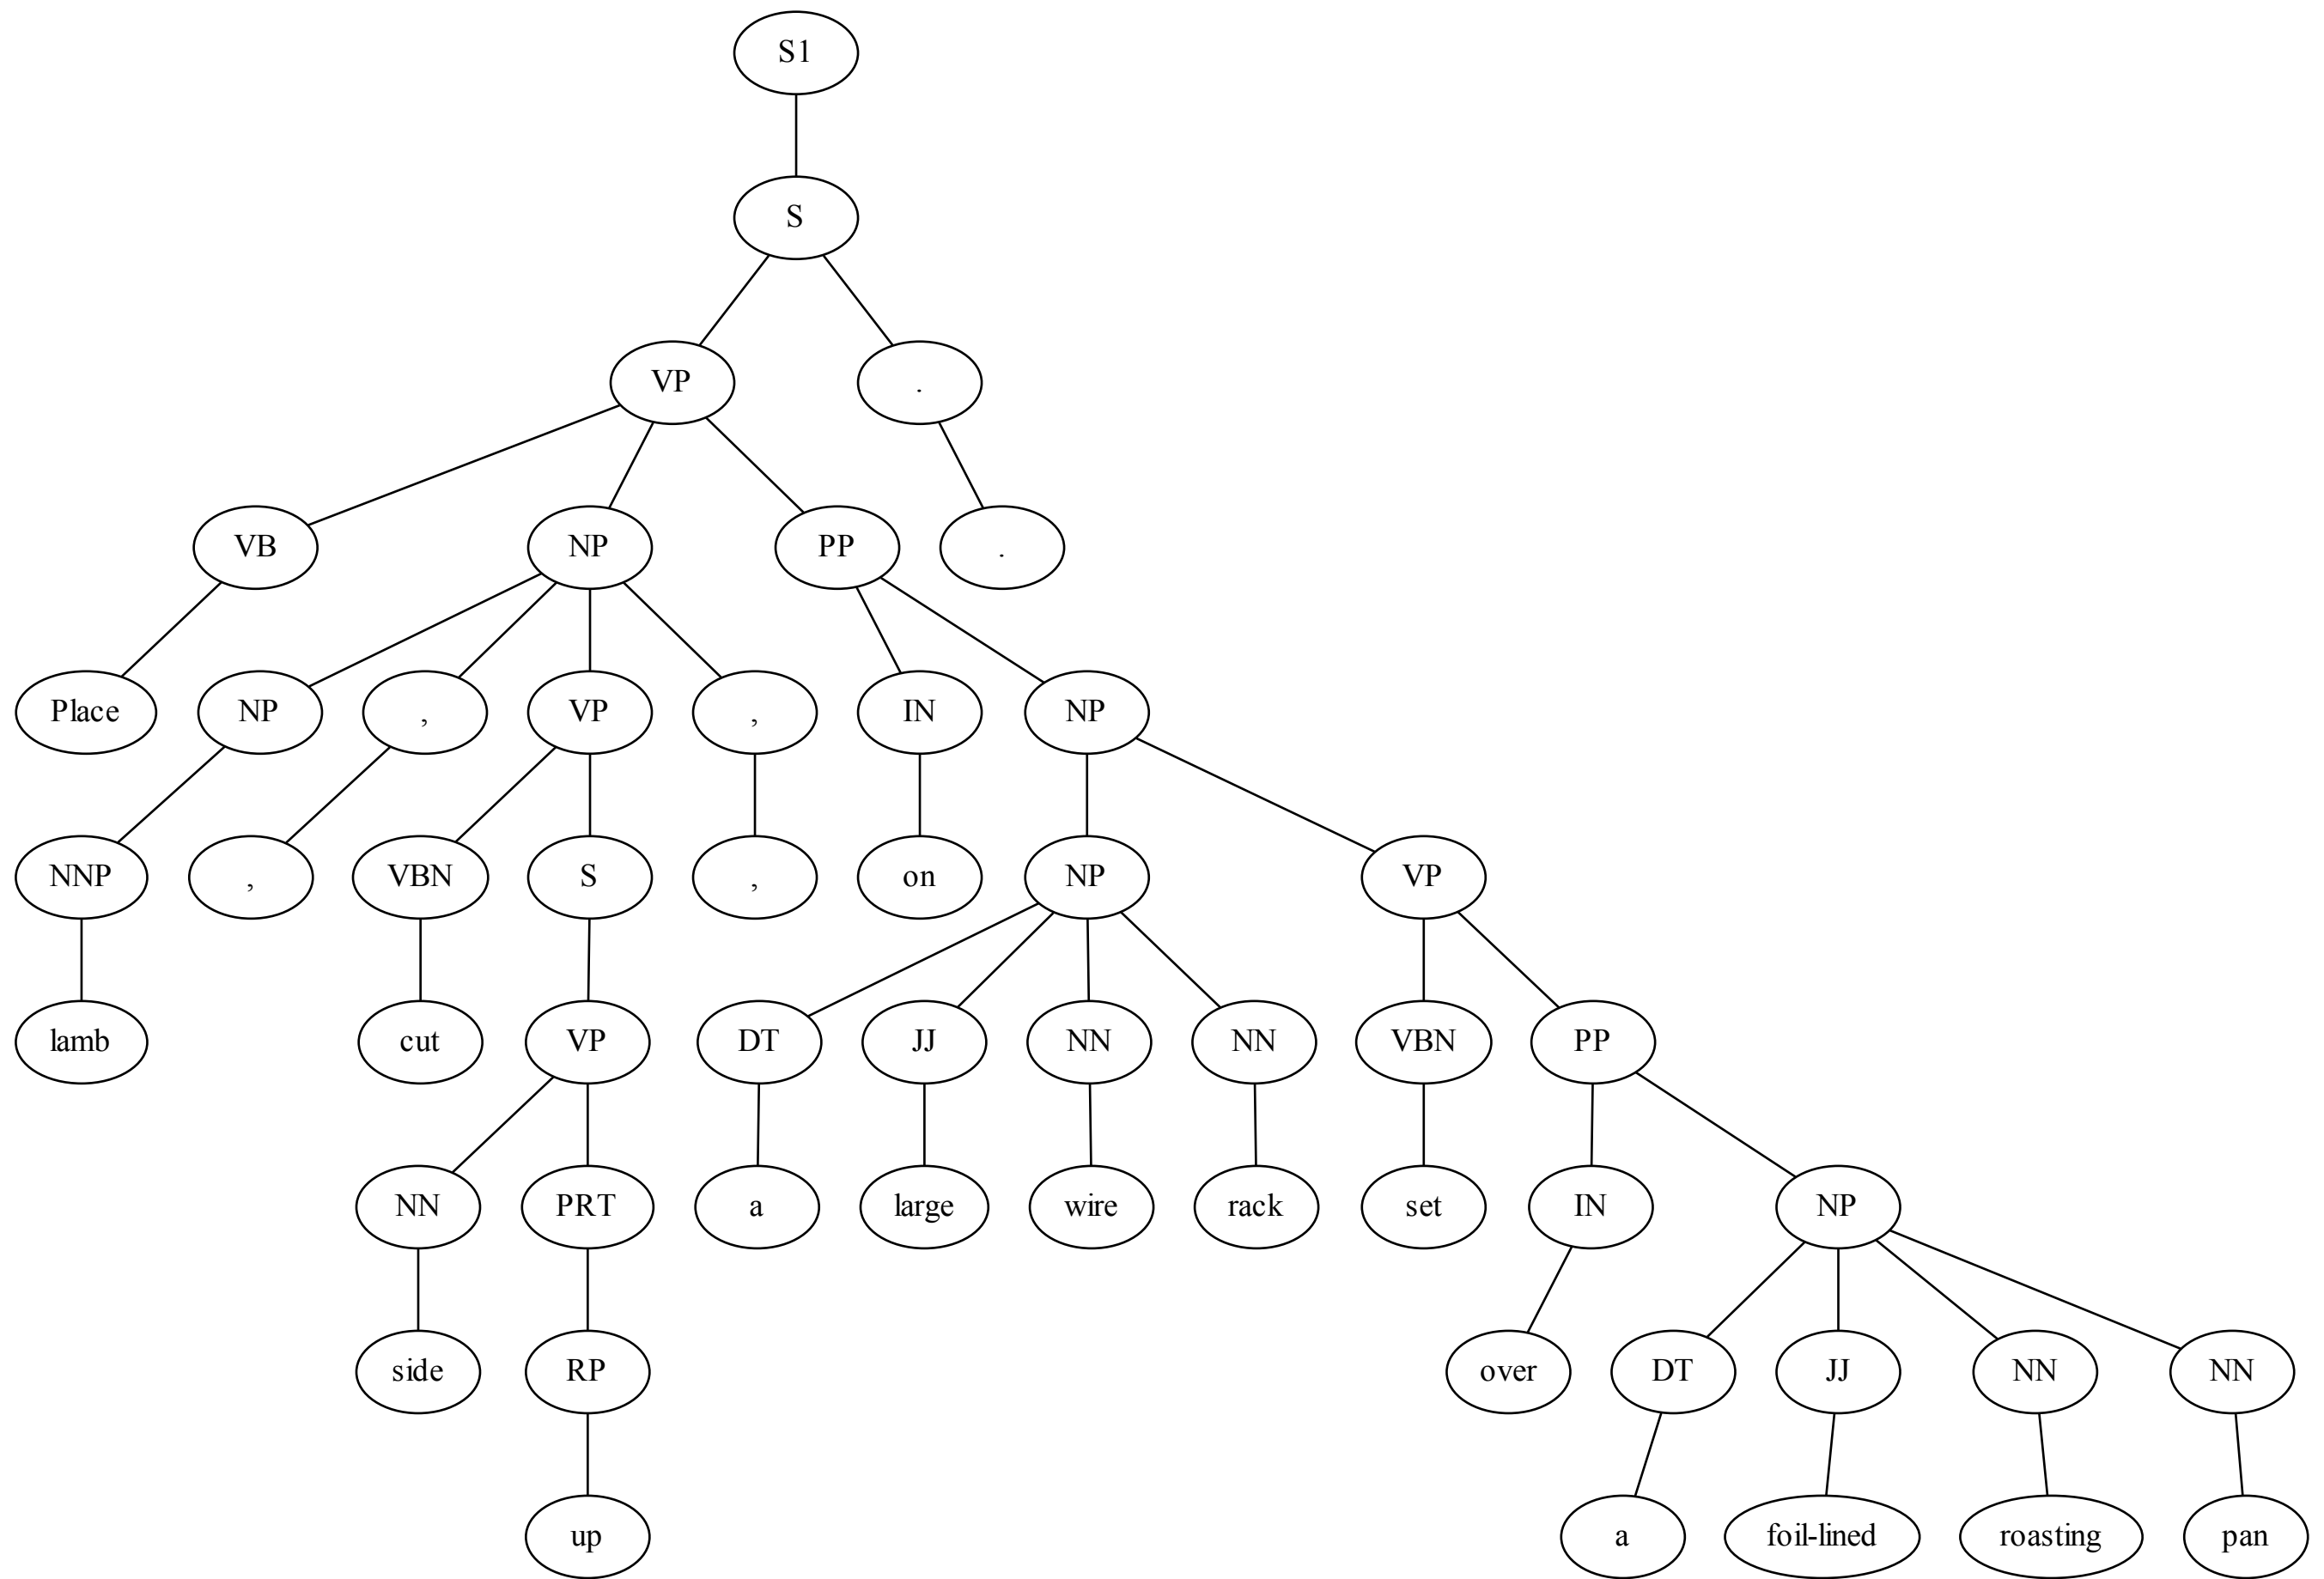 S1
S
VP .
VB NP PP .
Place NP , VP , IN NP
NNP , VBN S , on NP VP
lamb cut VP DT JJ NN NN VBN PP
NN PRT a large wire rack set IN NP
side RP over DT JJ NN NN
up a foil-lined roasting pan